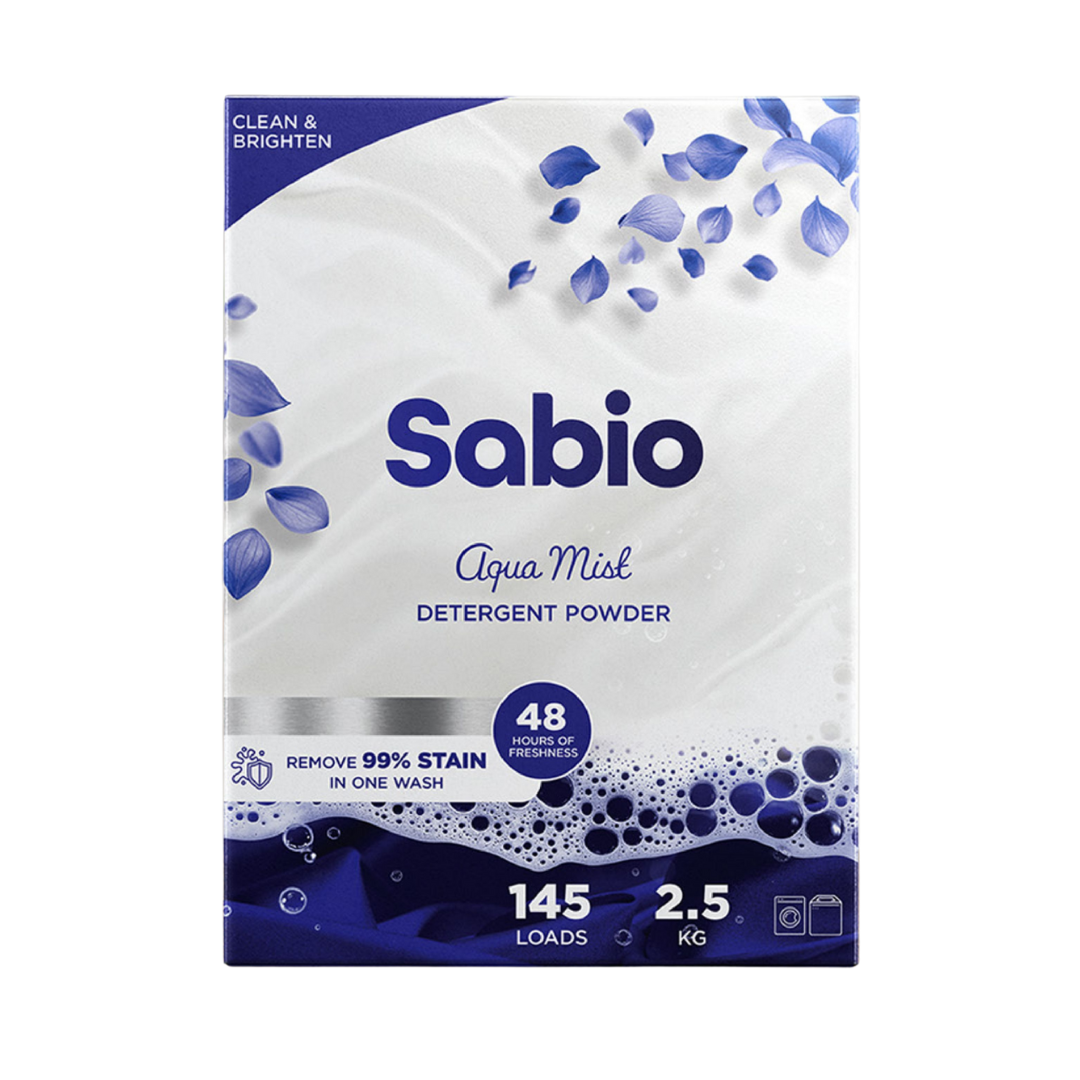 CLEAN &
BRIGHTEN
Sabio
Aqua Mist
DETERGENT POWDER
48
HOURS OF
FRESHNESS
REMOVE 99% STAIN
IN ONE WASH
145
LOADS
2.5
KG